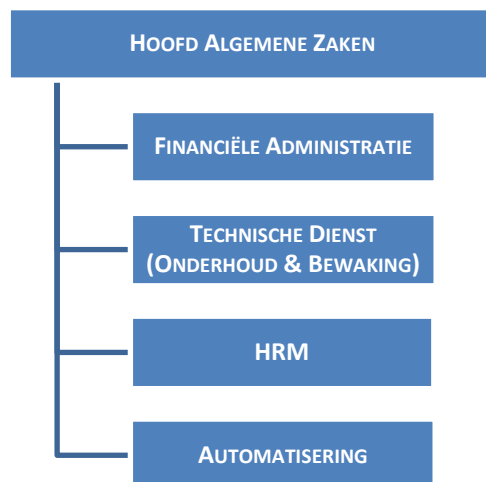 Hoofd Algemene Zaken
Financiële Administratie
Technische Dienst
(Onderhoud & Bewaking)
HRM
Automatisering